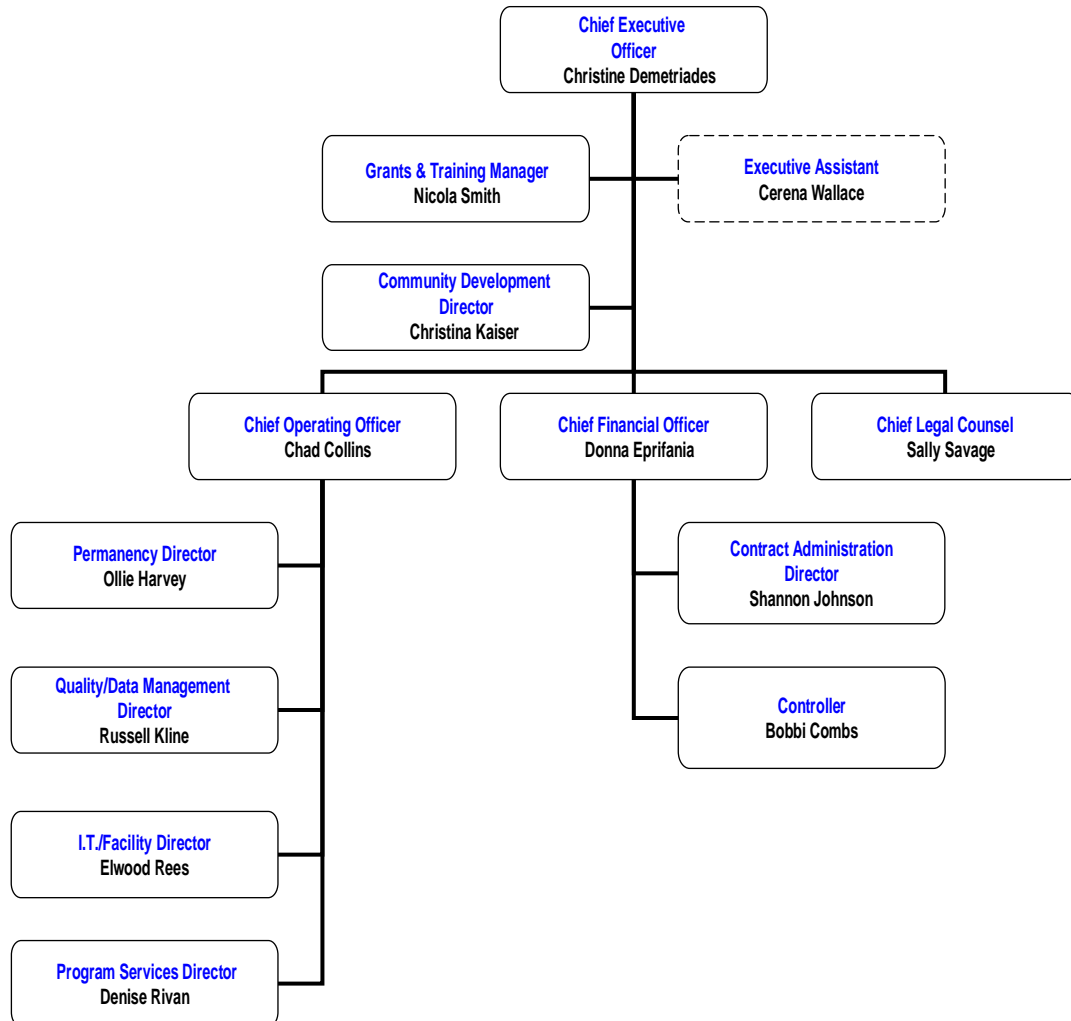 Chief Executive
Officer
Christine Demetriades
Grants & Training Manager
Nicola Smith
Executive Assistant
Cerena Wallace
Community Development
Director
Christina Kaiser
Chief Operating Officer
Chad Collins
Chief Financial Officer
Donna Eprifania
Chief Legal Counsel
Sally Savage
Permanency Director
Ollie Harvey
Contract Administration
Director
Shannon Johnson
Quality/Data Management
Director
Russell Kline
Controller
Bobbi Combs
I.T./Facility Director
Elwood Rees
Program Services Director
Denise Rivan